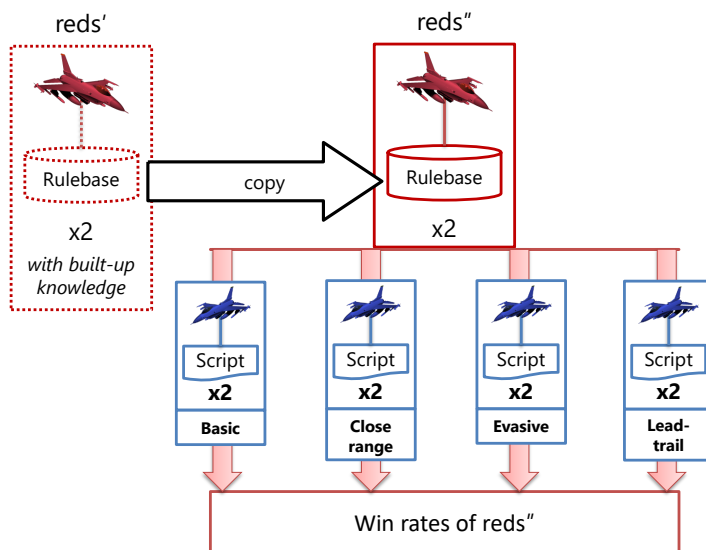 reds′
reds″
Rulebase
copy
Rulebase
x2
x2
with built-up
knowledge
Script
Script
Script
Script
x2
x2
x2
x2
Basic
Close
range
Evasive
Lead-
trail
Win rates of reds″